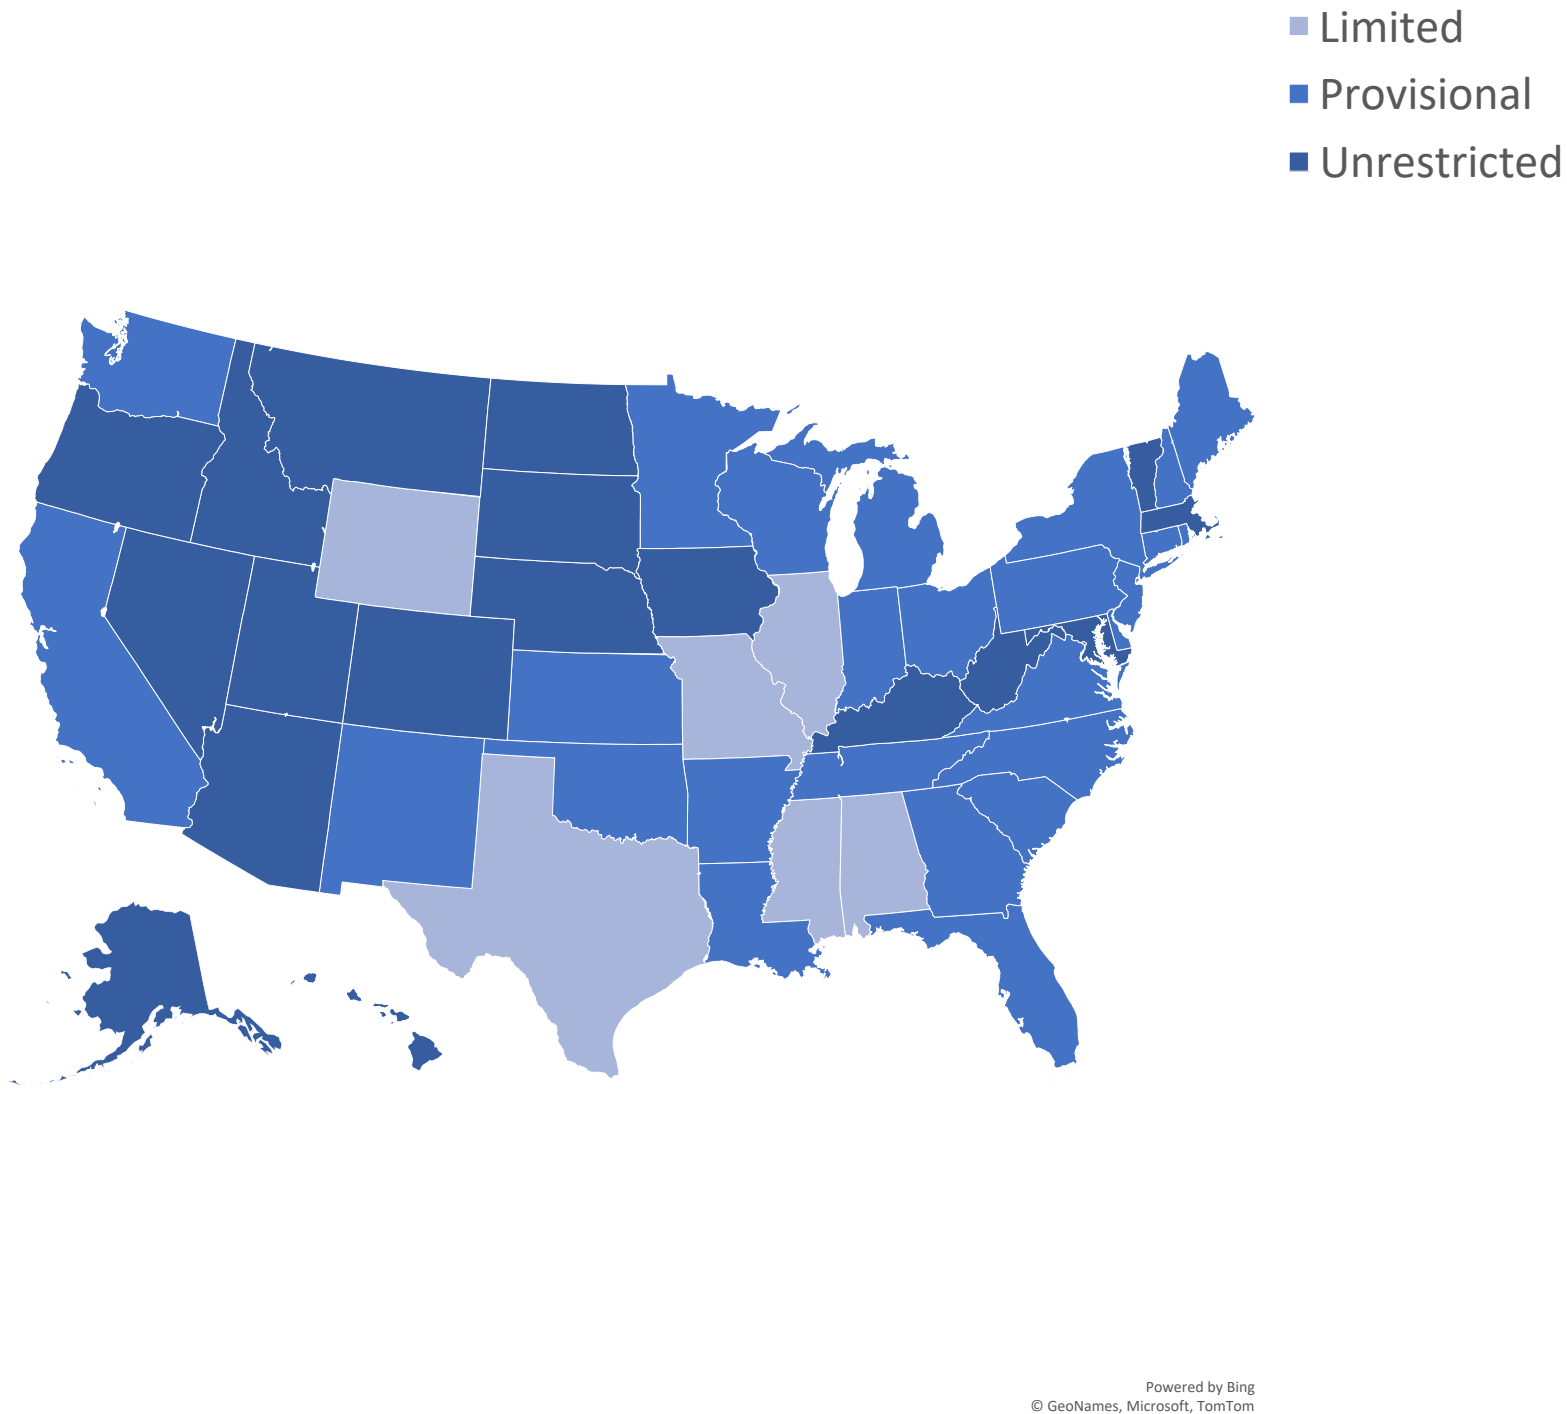 Limited
Provisional
Unrestricted
Powered by Bing
© GeoNames, Microsoft, TomTom